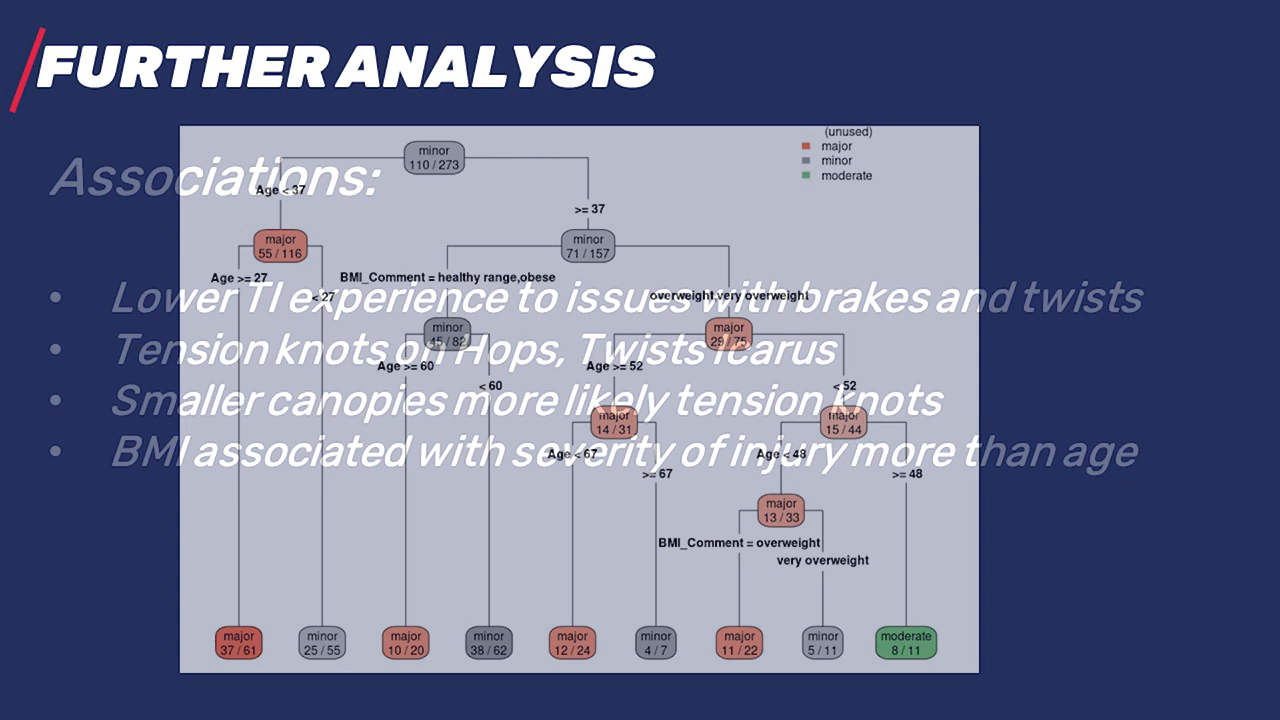 FURTHER ANALYSIS
Associations:
Lower TI experience to issues with brakes and twists
Tension knots on Hops, Twists Icarus
Smaller canopies more likely tension knots
BMI associated with severity of injury more than age
(unused)
major
minor
moderate
minor
110 / 273
Age < 37
>= 37
major
55 / 116
minor
71 / 157
Age >= 27
< 27
BMI_Comment = healthy range,obese
overweight,very overweight
minor
45 / 82
major
29 / 75
Age >= 60
< 60
Age >= 52
< 52
major
14 / 31
major
15 / 44
Age < 67
>= 67
Age < 48
>= 48
major
13 / 33
BMI_Comment = overweight
very overweight
major
37 / 61
minor
25 / 55
major
10 / 20
minor
38 / 62
major
12 / 24
minor
4 / 7
major
11 / 22
minor
5 / 11
moderate
8 / 11